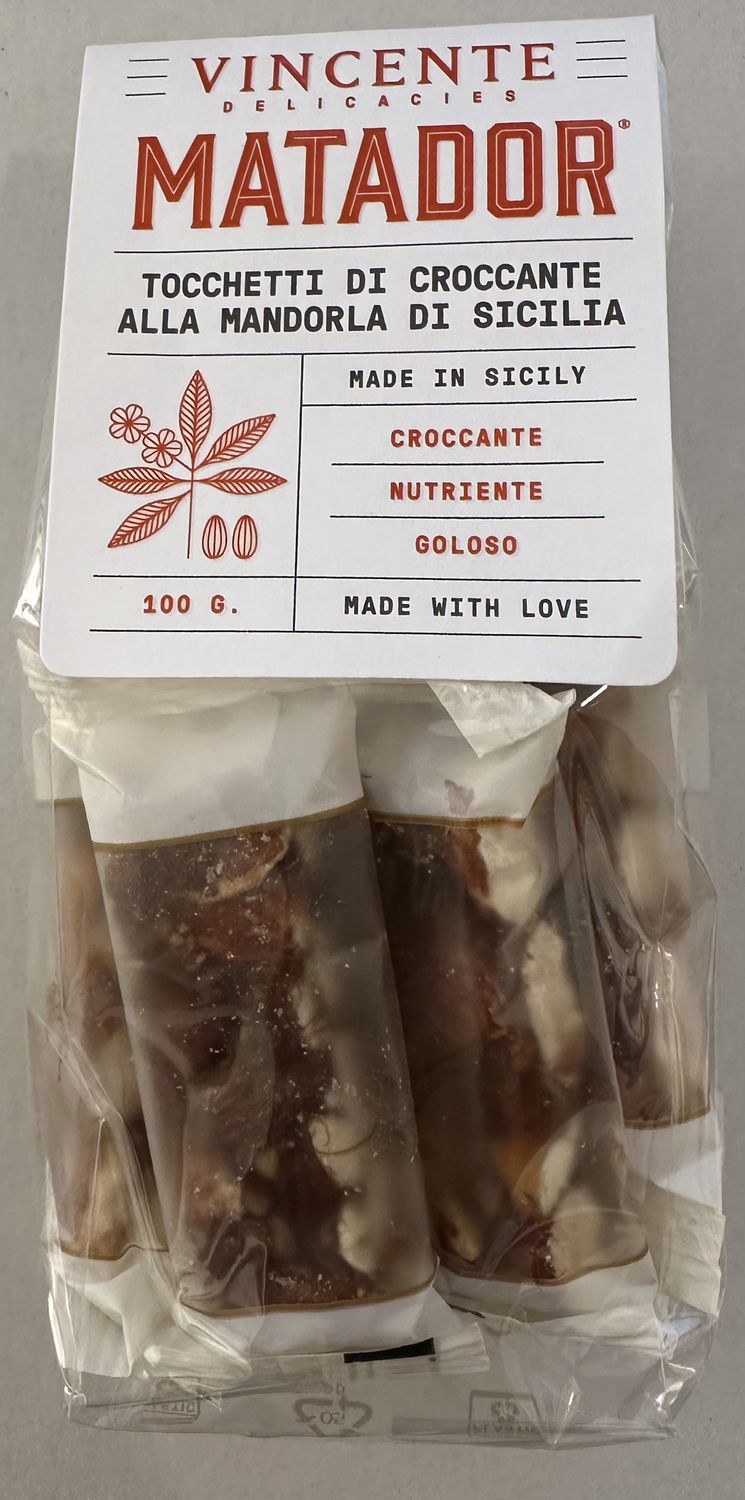 VINCENTE
DELICACIES
MATADOR®
TOCCHETTI DI CROCCANTE
ALLA MANDORLA DI SICILIA
MADE IN SICILY
CROCCANTE
NUTRIENTE
GOLOSO
100 G.
MADE WITH LOVE